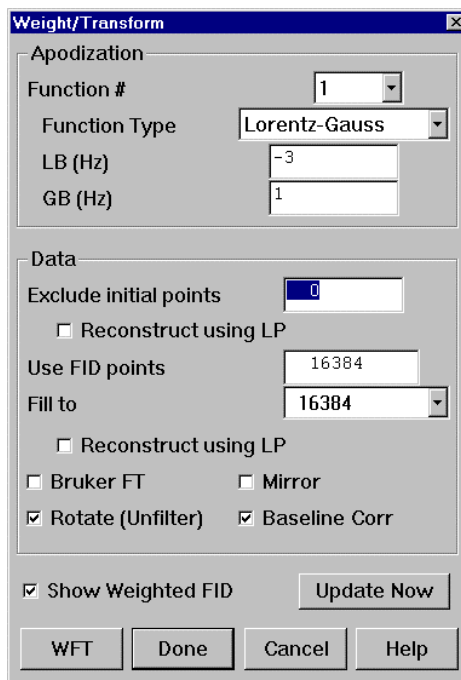 Weight/Transform
Apodization
Function # 1
Function Type Lorentz-Gauss
LB (Hz) -3
GB (Hz) 1
Data
Exclude initial points 0
Reconstruct using LP
Use FID points 16384
Fill to 16384
Reconstruct using LP
Bruker FT Mirror
Rotate (Unfilter) Baseline Corr
Show Weighted FID Update Now
WFT Done Cancel Help